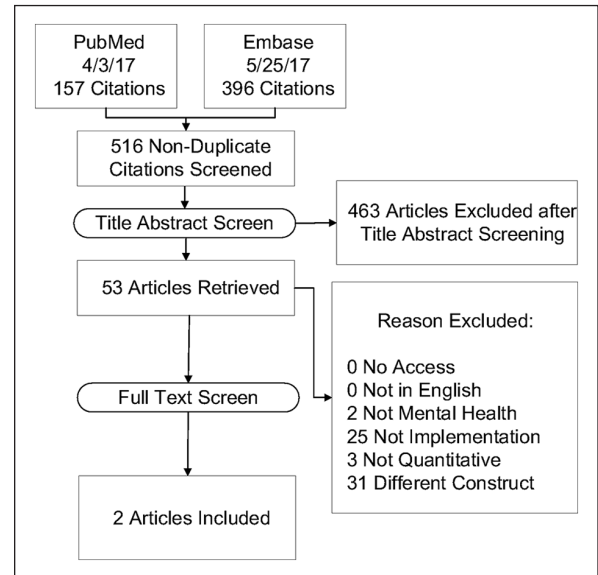 PubMed
4/3/17
157 Citations
Embase
5/25/17
396 Citations
516 Non-Duplicate
Citations Screened
Title Abstract Screen
463 Articles Excluded after
Title Abstract Screening
53 Articles Retrieved
Reason Excluded:
0 No Access
0 Not in English
2 Not Mental Health
25 Not Implementation
3 Not Quantitative
31 Different Construct
Full Text Screen
2 Articles Included